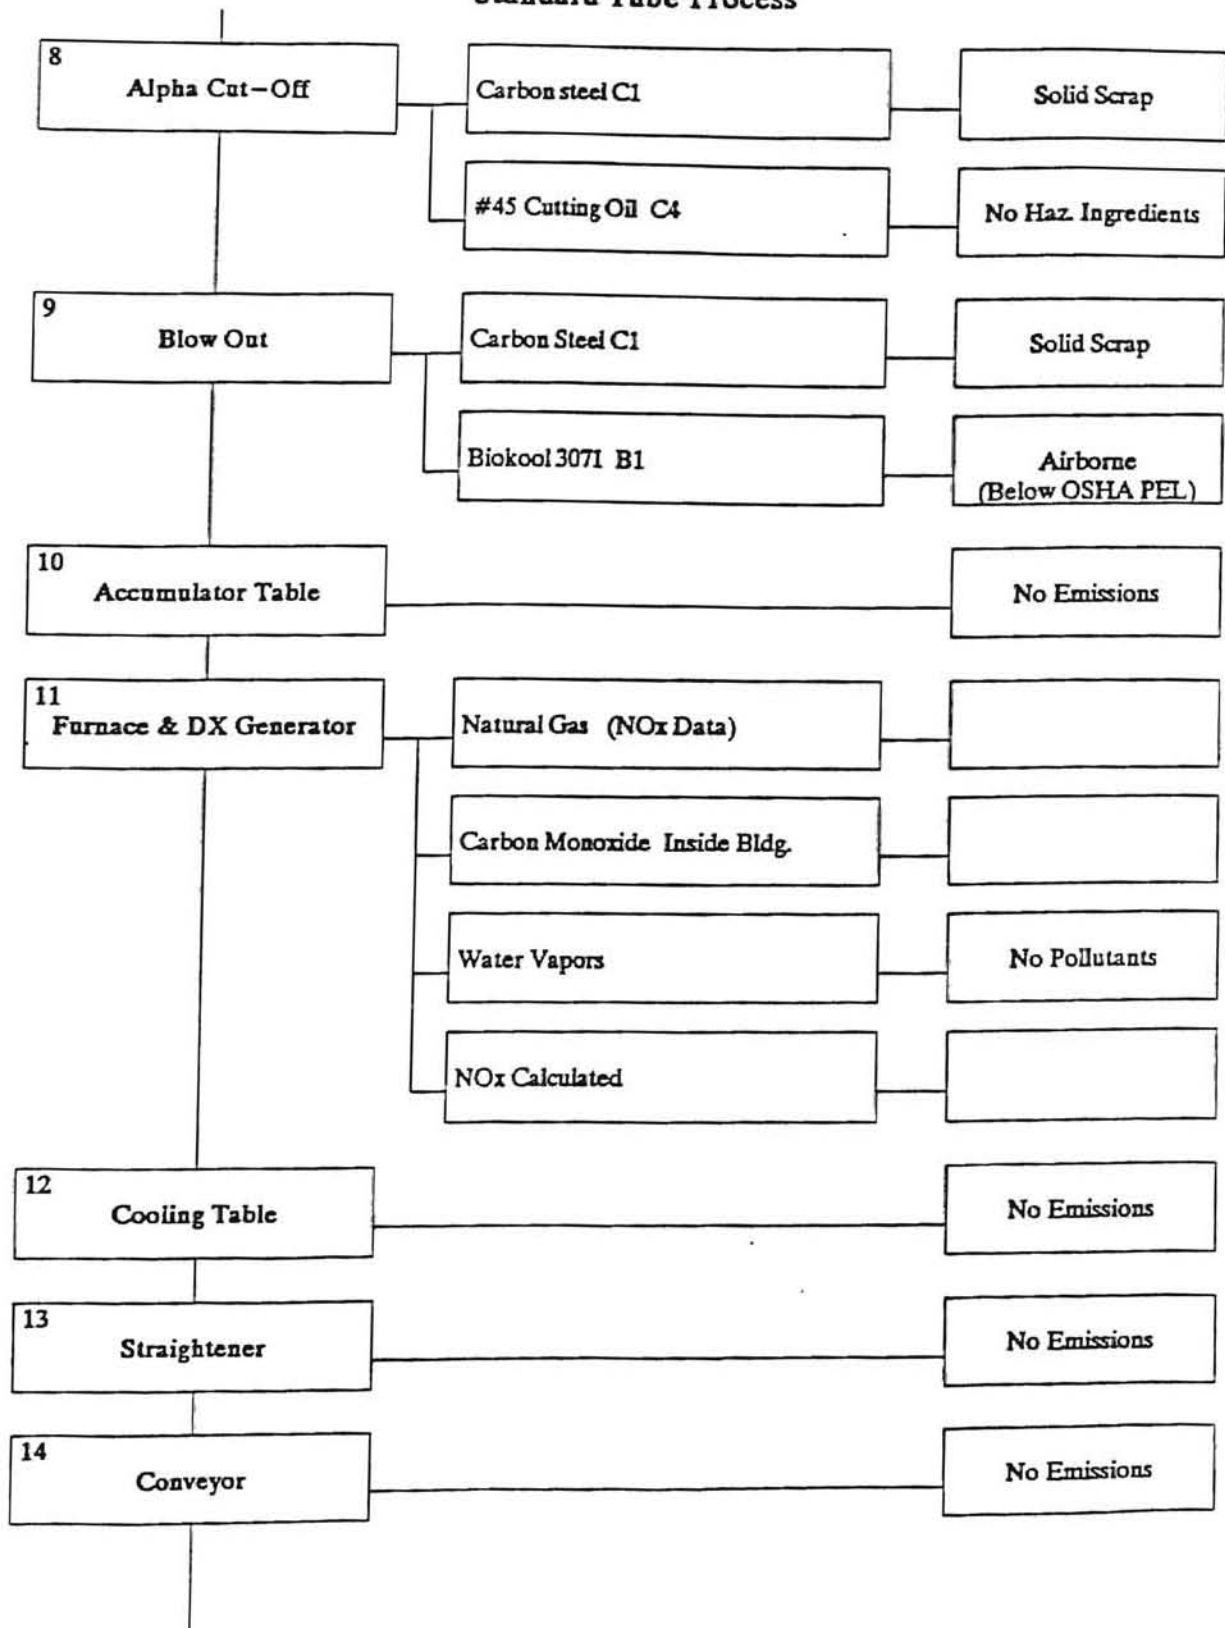 Standard Tube Process
8
Alpha Cut-Off
Carbon steel C1
Solid Scrap
#45 Cutting Oil C4
No Haz. Ingredients
9
Blow Out
Carbon Steel C1
Solid Scrap
Biokool 3071 B1
Airborne
(Below OSHA PEL)
10
Accumulator Table
No Emissions
11
Furnace & DX Generator
Natural Gas (NOx Data)
Carbon Monoxide Inside Bldg.
Water Vapors
No Pollutants
NOx Calculated
12
Cooling Table
No Emissions
13
Straightener
No Emissions
14
Conveyor
No Emissions